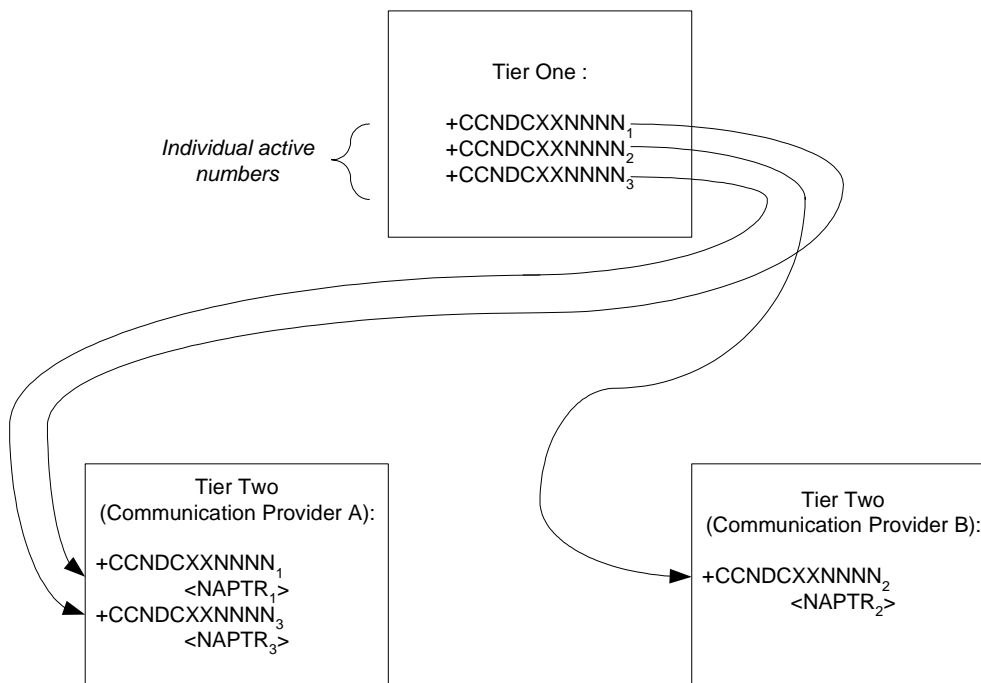 Tier One :
Individual active
numbers
+CCNDCXXNNNN1
+CCNDCXXNNNN2
+CCNDCXXNNNN3
Tier Two
(Communication Provider A):
+CCNDCXXNNNN1
<NAPTR1>
+CCNDCXXNNNN3
<NAPTR3>
Tier Two
(Communication Provider B):
+CCNDCXXNNNN2
<NAPTR2>